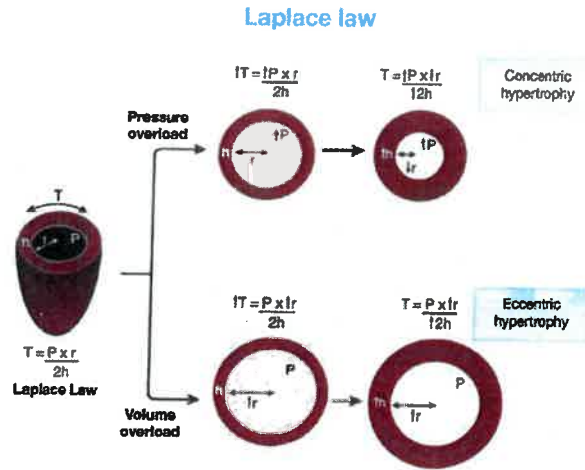 Laplace law
↑T = ↑P x r
2h
T = ↑P x ↓r
↑2h
Concentric
hypertrophy
Pressure
overload
↑P
h
r
↑P
↑h
↓r
T
h
r
P
T = P x r
2h
Laplace Law
↑T = P x ↑r
2h
T = P x ↑r
↑2h
Eccentric
hypertrophy
P
h
↑r
P
↑h
↑r
Volume
overload